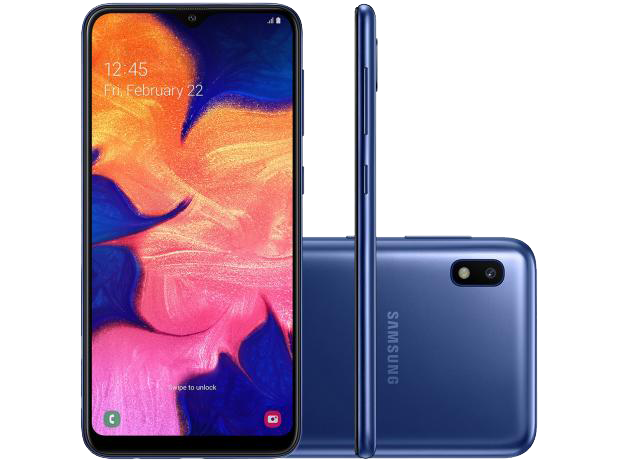 12:45
Fri, February 22
Swipe to unlock
SAMSUNG